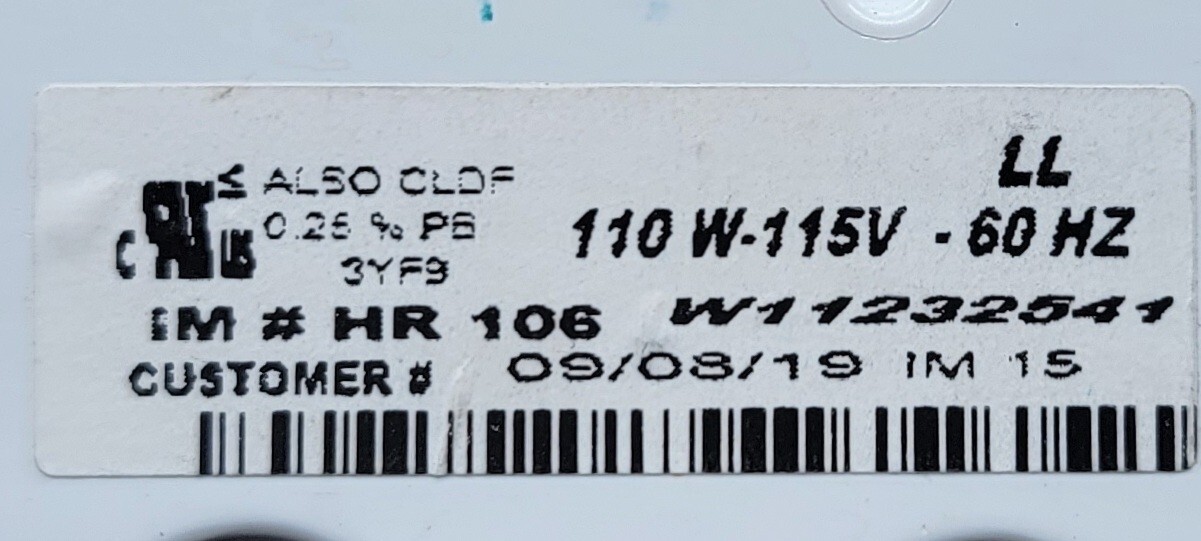 LL
ALSO CLDF
0.25 % PS
110 W-115V - 60 HZ
3YF9
IM # HR 106 W11232541
CUSTOMER # 09/08/19 IM 15